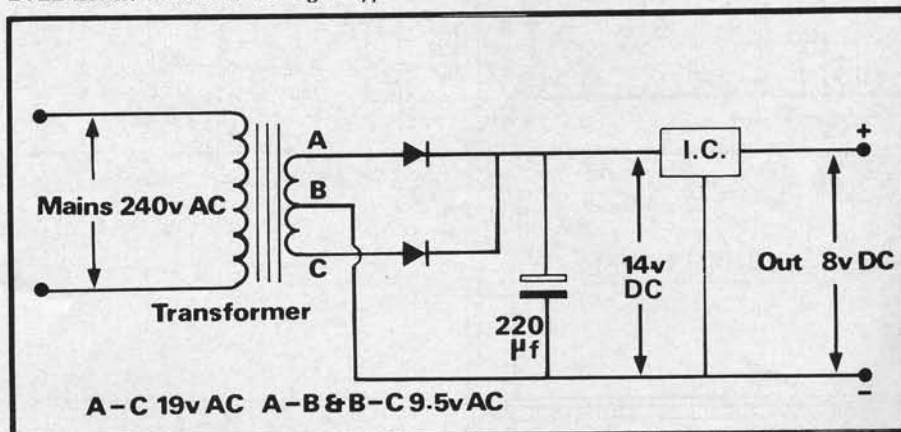 A
I.C.
+
B
Mains 240v AC
C
14v
DC
Out 8v DC
Transformer
220
µf
−
A–C 19v AC A–B & B–C 9.5v AC